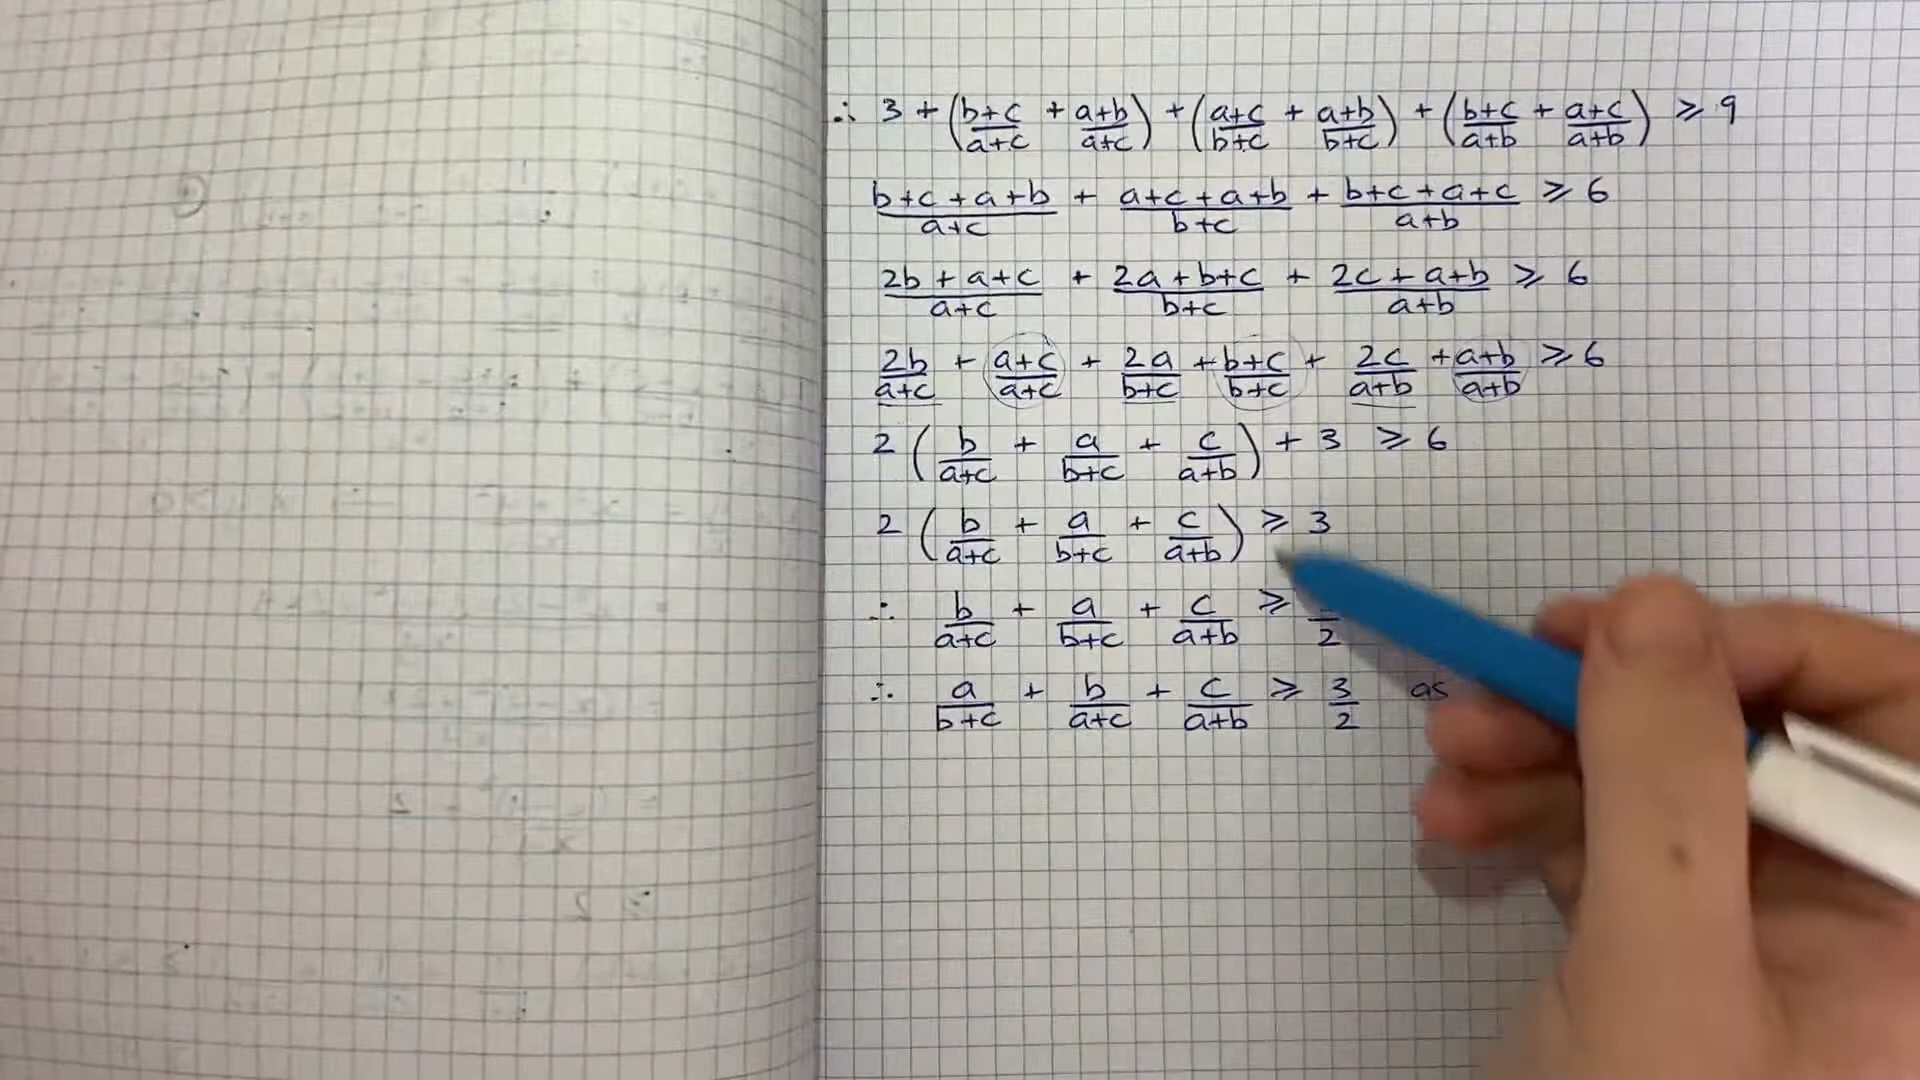 ∴ 3 + ((b+c)/(a+c) + (a+b)/(a+c)) + ((a+c)/(b+c) + (a+b)/(b+c)) + ((b+c)/(a+b) + (a+c)/(a+b)) ⩾ 9
(b+c+a+b)/(a+c) + (a+c+a+b)/(b+c) + (b+c+a+c)/(a+b) ⩾ 6
(2b+a+c)/(a+c) + (2a+b+c)/(b+c) + (2c+a+b)/(a+b) ⩾ 6
2b/(a+c) + (a+c)/(a+c) + 2a/(b+c) + (b+c)/(b+c) + 2c/(a+b) + (a+b)/(a+b) ⩾ 6
2 (b/(a+c) + a/(b+c) + c/(a+b)) + 3 ⩾ 6
2 (b/(a+c) + a/(b+c) + c/(a+b)) ⩾ 3
∴ b/(a+c) + a/(b+c) + c/(a+b) ⩾ /2
∴ a/(b+c) + b/(a+c) + c/(a+b) ⩾ 3/2 as